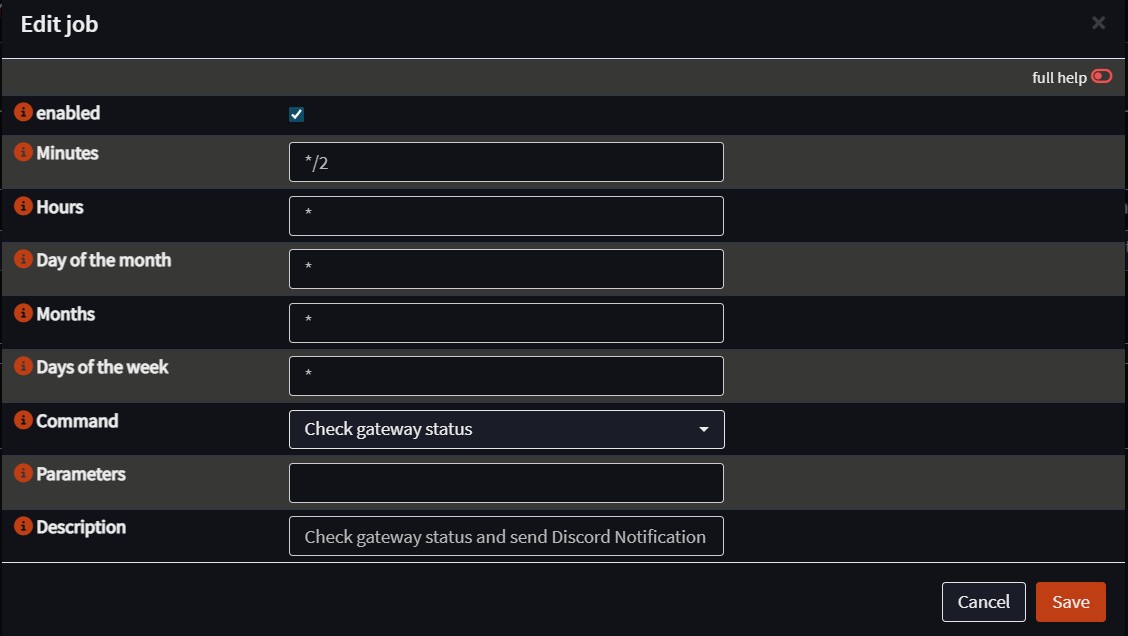 Edit job
×
full help
enabled
Minutes
*/2
Hours
*
Day of the month
*
Months
*
Days of the week
*
Command
Check gateway status
Parameters
Description
Check gateway status and send Discord Notification
Cancel
Save